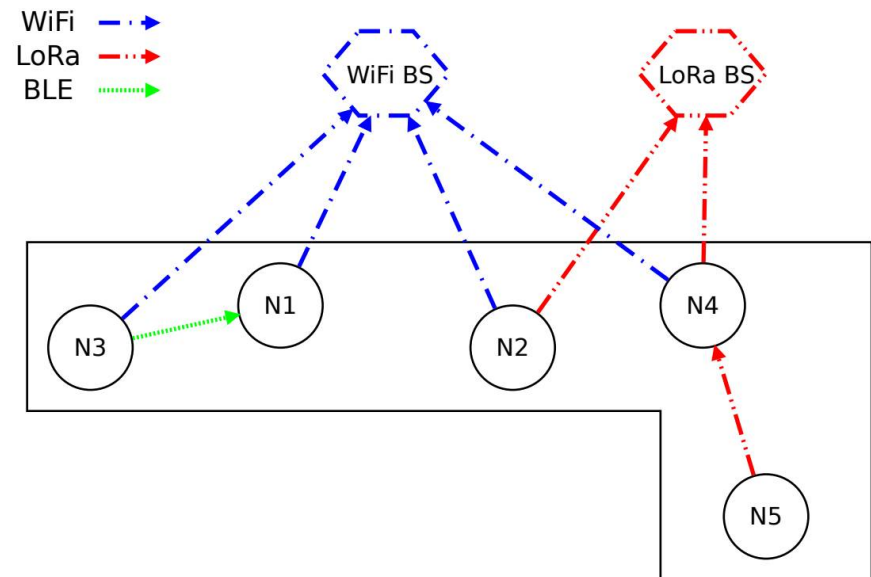 WiFi
LoRa
BLE
WiFi BS
LoRa BS
N1
N3
N2
N4
N5